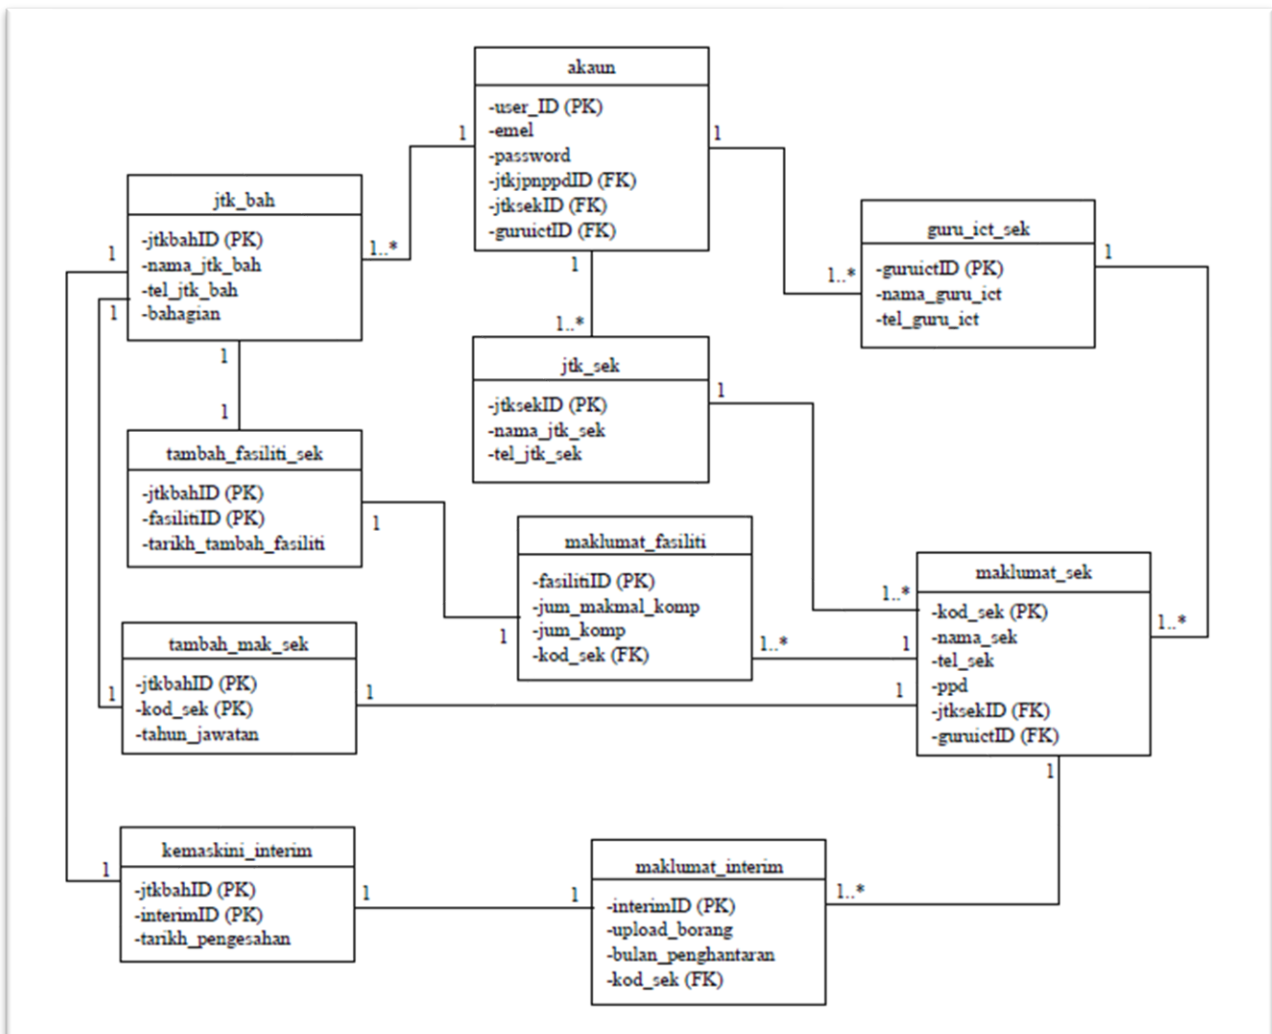 akaun
-user_ID (PK)
-emel
-password
-jtkjpnppdID (FK)
-jtksekID (FK)
-guruictID (FK)
1
1
1
1..*
1..*
1..*
jtk_bah
-jtkbahID (PK)
-nama_jtk_bah
-tel_jtk_bah
-bahagian
1
1
1
1
guru_ict_sek
-guruictID (PK)
-nama_guru_ict
-tel_guru_ict
1
jtk_sek
-jtksekID (PK)
-nama_jtk_sek
-tel_jtk_sek
1
tambah_fasiliti_sek
-jtkbahID (PK)
-fasilitiID (PK)
-tarikh_tambah_fasiliti
1
1
maklumat_fasiliti
-fasilitiID (PK)
-jum_makmal_komp
-jum_komp
-kod_sek (FK)
1..*
1
maklumat_sek
-kod_sek (PK)
-nama_sek
-tel_sek
-ppd
-jtksekID (FK)
-guruictID (FK)
1..*
1..*
1
1
tambah_mak_sek
-jtkbahID (PK)
-kod_sek (PK)
-tahun_jawatan
1
1
kemaskini_interim
-jtkbahID (PK)
-interimID (PK)
-tarikh_pengesahan
1
1
1
maklumat_interim
-interimID (PK)
-upload_borang
-bulan_penghantaran
-kod_sek (FK)
1..*